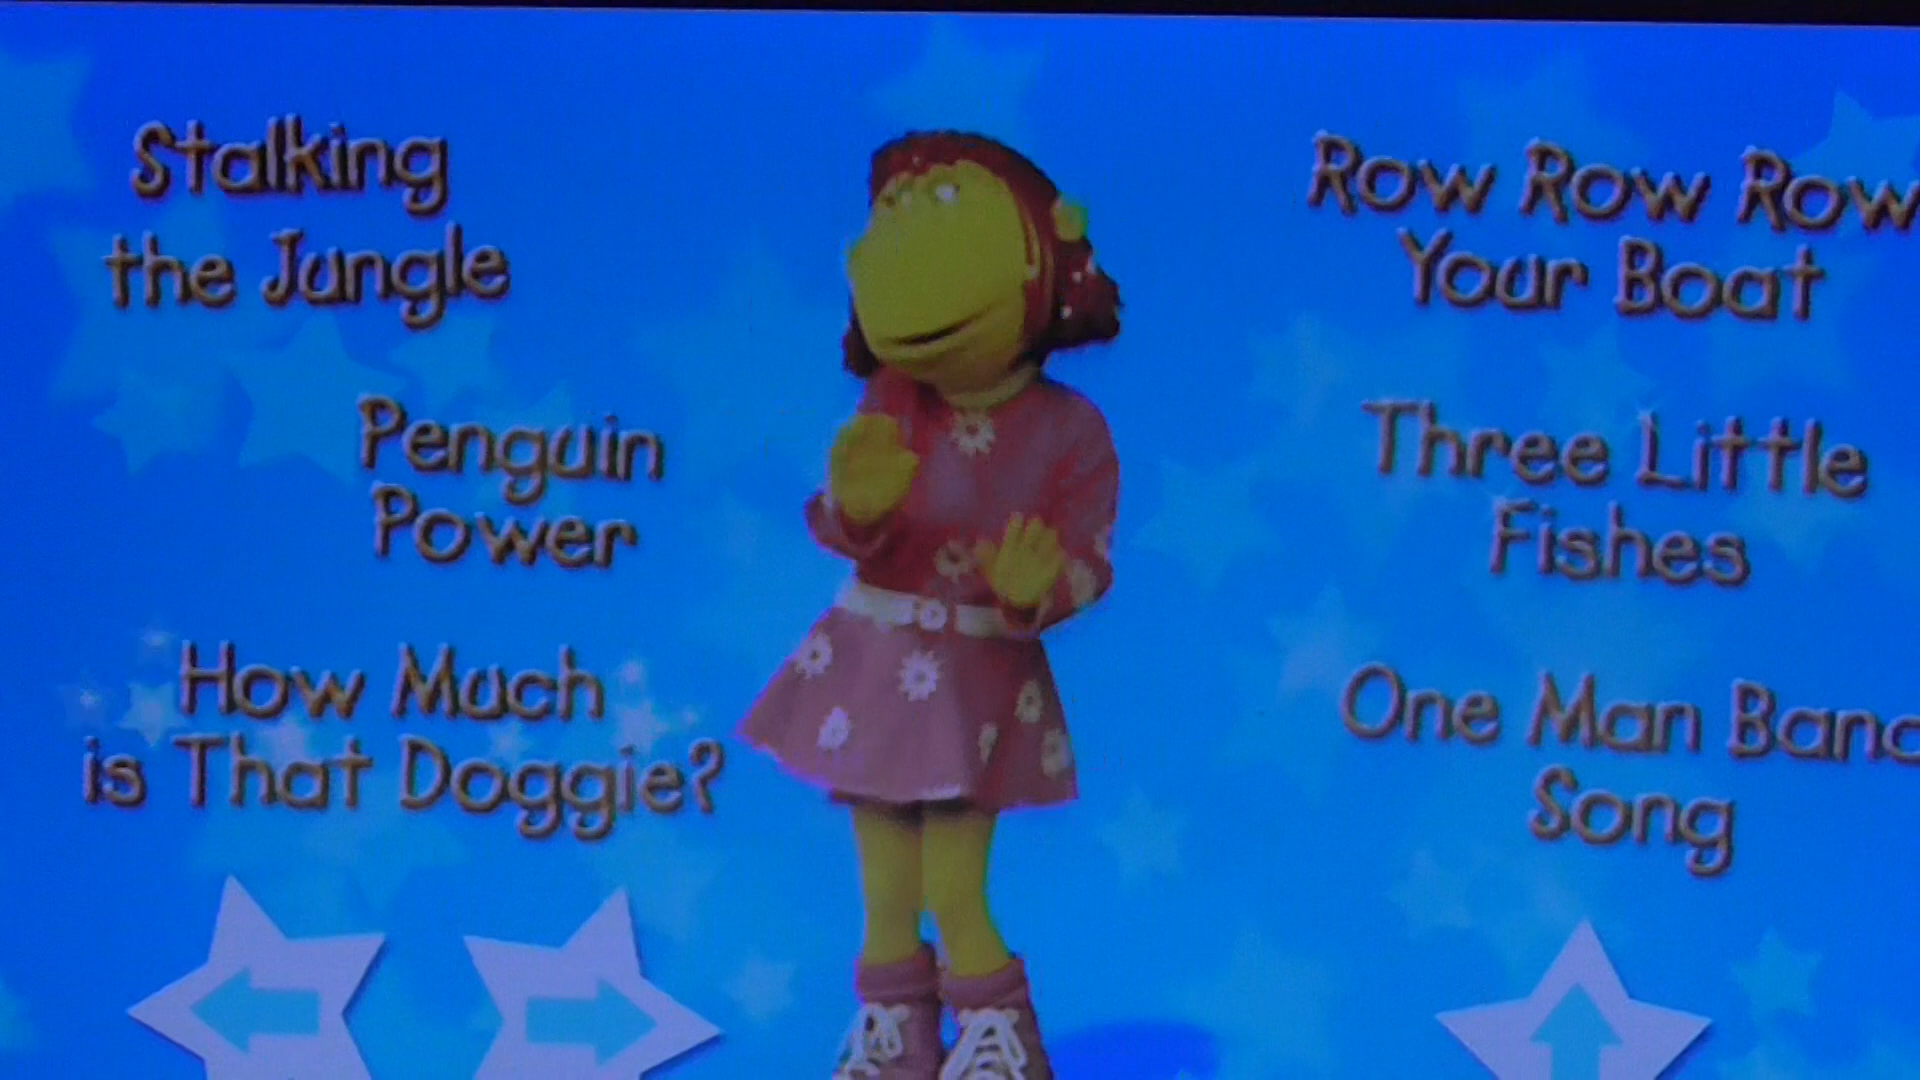 Stalking
the Jungle
Penguin
Power
How Much
is That Doggie?
Row Row Row
Your Boat
Three Little
Fishes
One Man Band
Song